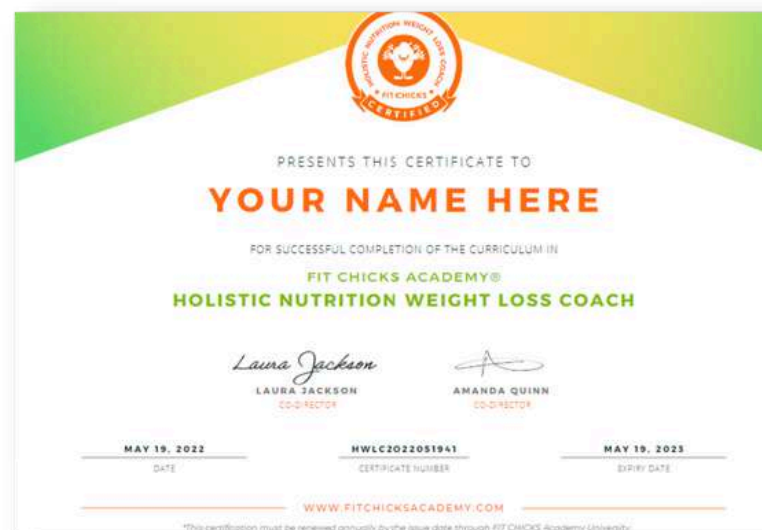 HOLISTIC NUTRITION WEIGHT LOSS COACH
• FIT CHICKS •
CERTIFIED
PRESENTS THIS CERTIFICATE TO
YOUR NAME HERE
FOR SUCCESSFUL COMPLETION OF THE CURRICULUM IN
FIT CHICKS ACADEMY®
HOLISTIC NUTRITION WEIGHT LOSS COACH
Laura Jackson
LAURA JACKSON AMANDA QUINN
CO-DIRECTOR CO-DIRECTOR
MAY 19, 2022 HWLC2022051941 MAY 19, 2023
DATE CERTIFICATE NUMBER EXPIRY DATE
WWW.FITCHICKSACADEMY.COM
*This certification must be renewed annually by the issue date through FIT CHICKS Academy University